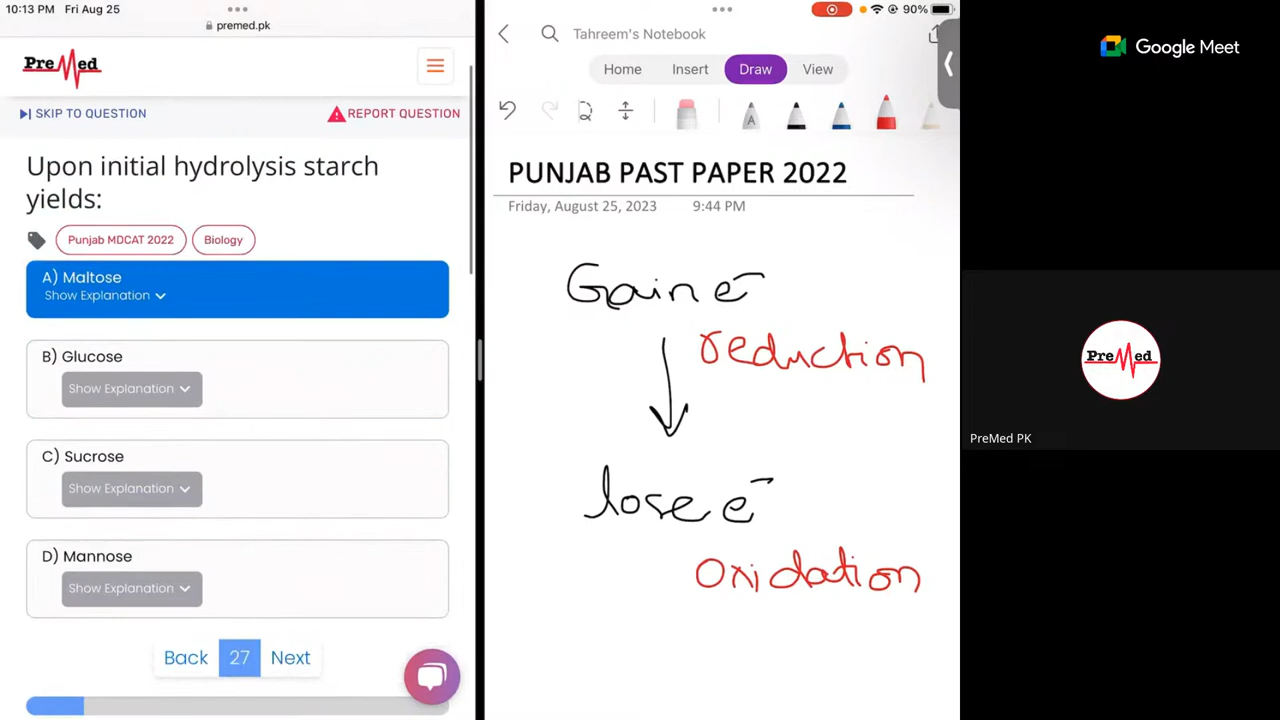 10:13 PM Fri Aug 25
premed.pk
PreMed
SKIP TO QUESTION
REPORT QUESTION
Upon initial hydrolysis starch
yields:
Punjab MDCAT 2022
Biology
A) Maltose
Show Explanation
B) Glucose
Show Explanation
C) Sucrose
Show Explanation
D) Mannose
Show Explanation
Back 27 Next
90%
Tahreem's Notebook
Home Insert Draw View
A
PUNJAB PAST PAPER 2022
Friday, August 25, 2023 9:44 PM
Gain e⁻
reduction
lose e⁻
oxidation
Google Meet
PreMed
PreMed PK